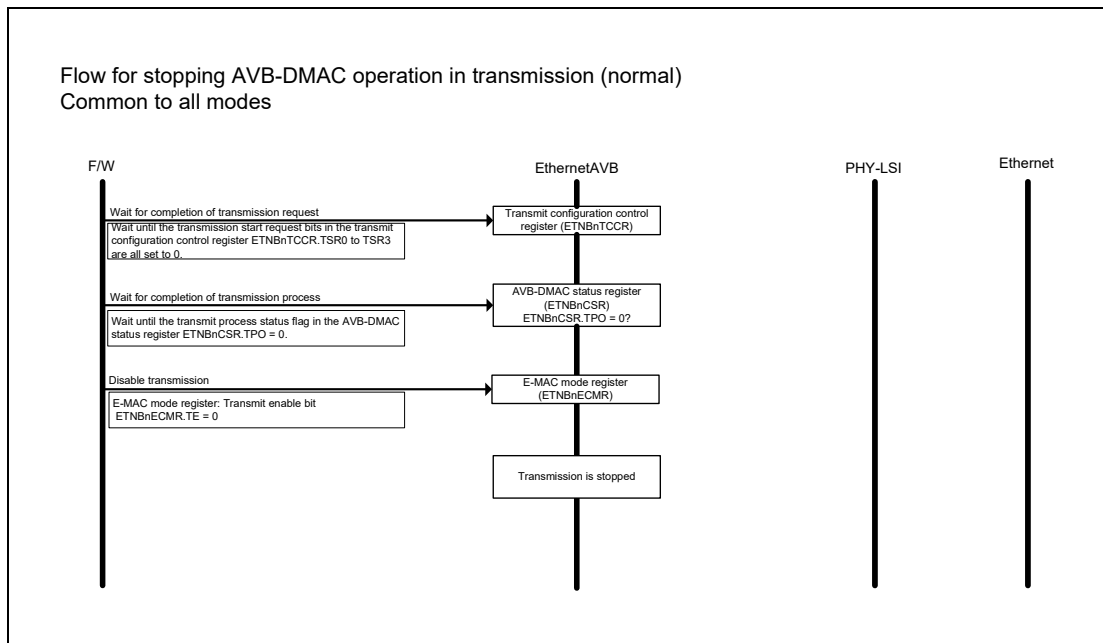 Flow for stopping AVB-DMAC operation in transmission (normal)
Common to all modes
F/W
EthernetAVB
PHY-LSI
Ethernet
Wait for completion of transmission request
Wait until the transmission start request bits in the transmit
configuration control register ETNBnTCCR.TSR0 to TSR3
are all set to 0.
Transmit configuration control
register (ETNBnTCCR)
Wait for completion of transmission process
Wait until the transmit process status flag in the AVB-DMAC
status register ETNBnCSR.TPO = 0.
AVB-DMAC status register
(ETNBnCSR)
ETNBnCSR.TPO = 0?
Disable transmission
E-MAC mode register: Transmit enable bit
ETNBnECMR.TE = 0
E-MAC mode register
(ETNBnECMR)
Transmission is stopped